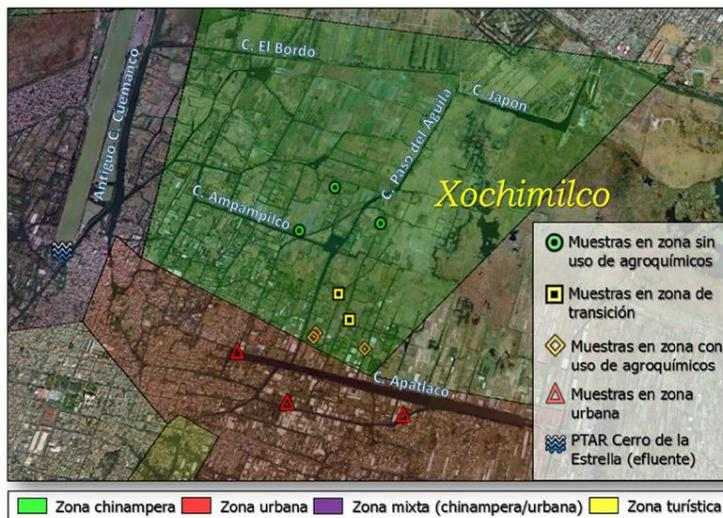 C. El Bordo
Antiguo C. Cuemanco
C. Japón
C. Paso del Águila
C. Ampampilco
Xochimilco
C. Apatlaco
Muestras en zona sin
uso de agroquímicos
Muestras en zona de
transición
Muestras en zona con
uso de agroquímicos
Muestras en zona
urbana
PTAR Cerro de la
Estrella (efluente)
Zona chinampera
Zona urbana
Zona mixta (chinampera/urbana)
Zona turística